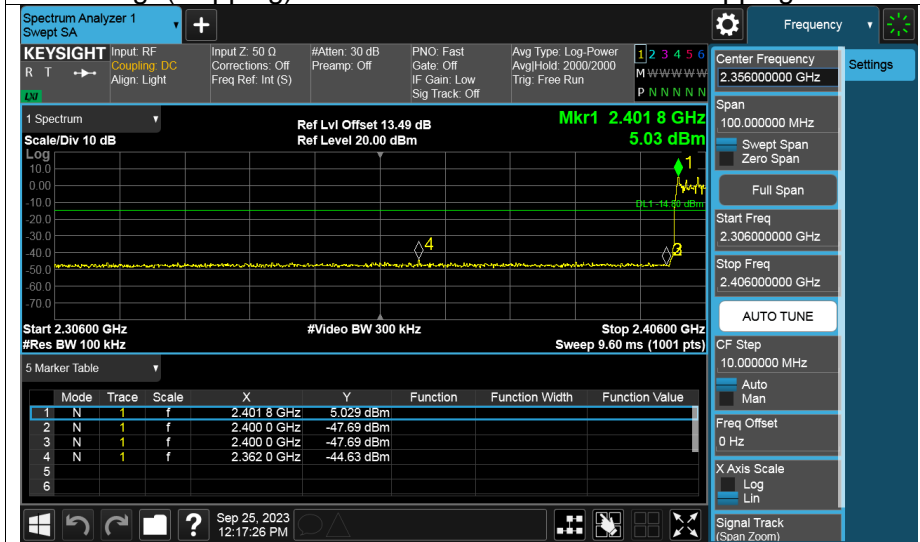 Spectrum Analyzer 1
Swept SA
+
Frequency
KEYSIGHT
R T
LXI
Input: RF
Coupling: DC
Align: Light
Input Z: 50 Ω
Corrections: Off
Freq Ref: Int (S)
#Atten: 30 dB
Preamp: Off
PNO: Fast
Gate: Off
IF Gain: Low
Sig Track: Off
Avg Type: Log-Power
Avg|Hold: 2000/2000
Trig: Free Run
1 2 3 4 5 6
M W W W W W
P N N N N N
Center Frequency
2.356000000 GHz
Settings
1 Spectrum
Scale/Div 10 dB
Ref Lvl Offset 13.49 dB
Ref Level 20.00 dBm
Mkr1 2.401 8 GHz
5.03 dBm
Log
10.0
0.00
-10.0
-20.0
-30.0
-40.0
-50.0
-60.0
-70.0
1
DL1 -14.80 dBm
4
Start 2.30600 GHz
#Res BW 100 kHz
#Video BW 300 kHz
Stop 2.40600 GHz
Sweep 9.60 ms (1001 pts)
Span
100.000000 MHz
Swept Span
Zero Span
Full Span
Start Freq
2.306000000 GHz
Stop Freq
2.406000000 GHz
AUTO TUNE
CF Step
10.000000 MHz
Auto
Man
Freq Offset
0 Hz
X Axis Scale
Log
Lin
Signal Track
(Span Zoom)
5 Marker Table
Mode Trace Scale X Y Function Function Width Function Value
1 N 1 f 2.401 8 GHz 5.029 dBm
2 N 1 f 2.400 0 GHz -47.69 dBm
3 N 1 f 2.400 0 GHz -47.69 dBm
4 N 1 f 2.362 0 GHz -44.63 dBm
5
6
?
Sep 25, 2023
12:17:26 PM